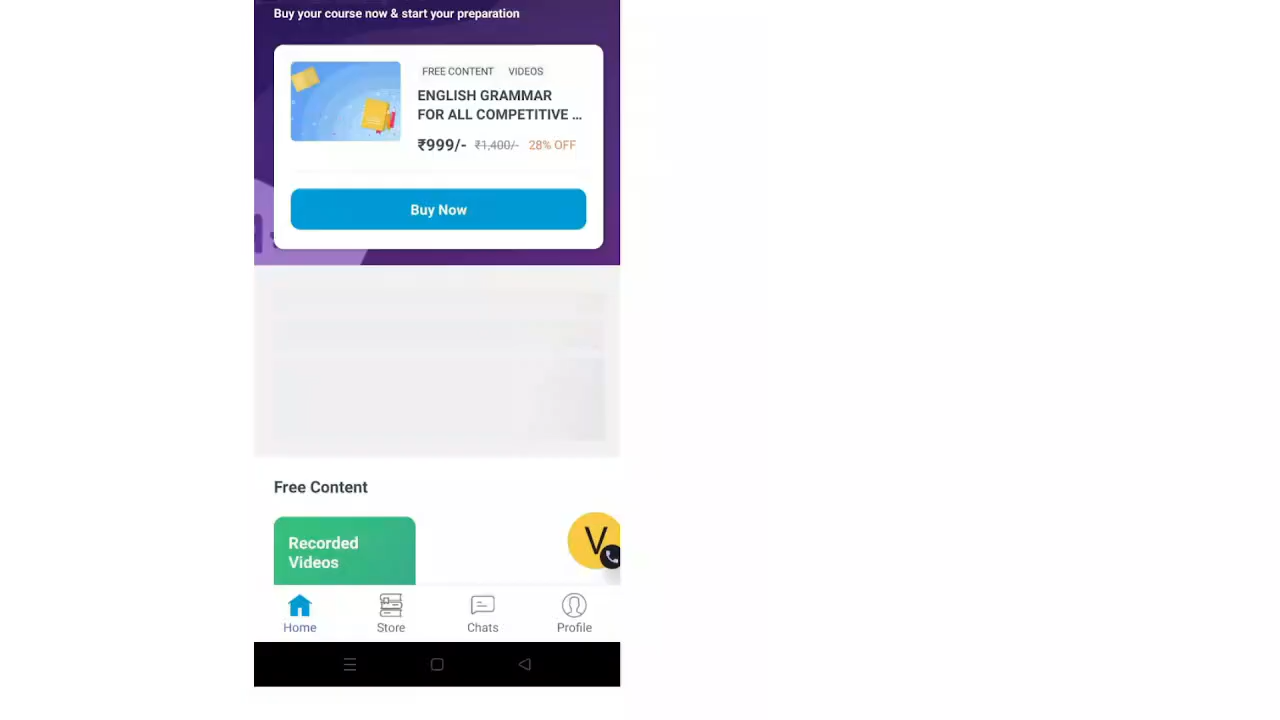 Buy your course now & start your preparation
FREE CONTENT VIDEOS
ENGLISH GRAMMAR
FOR ALL COMPETITIVE ...
₹999/- ₹1,400/- 28% OFF
Buy Now
Free Content
Recorded
Videos
V
Home Store Chats Profile